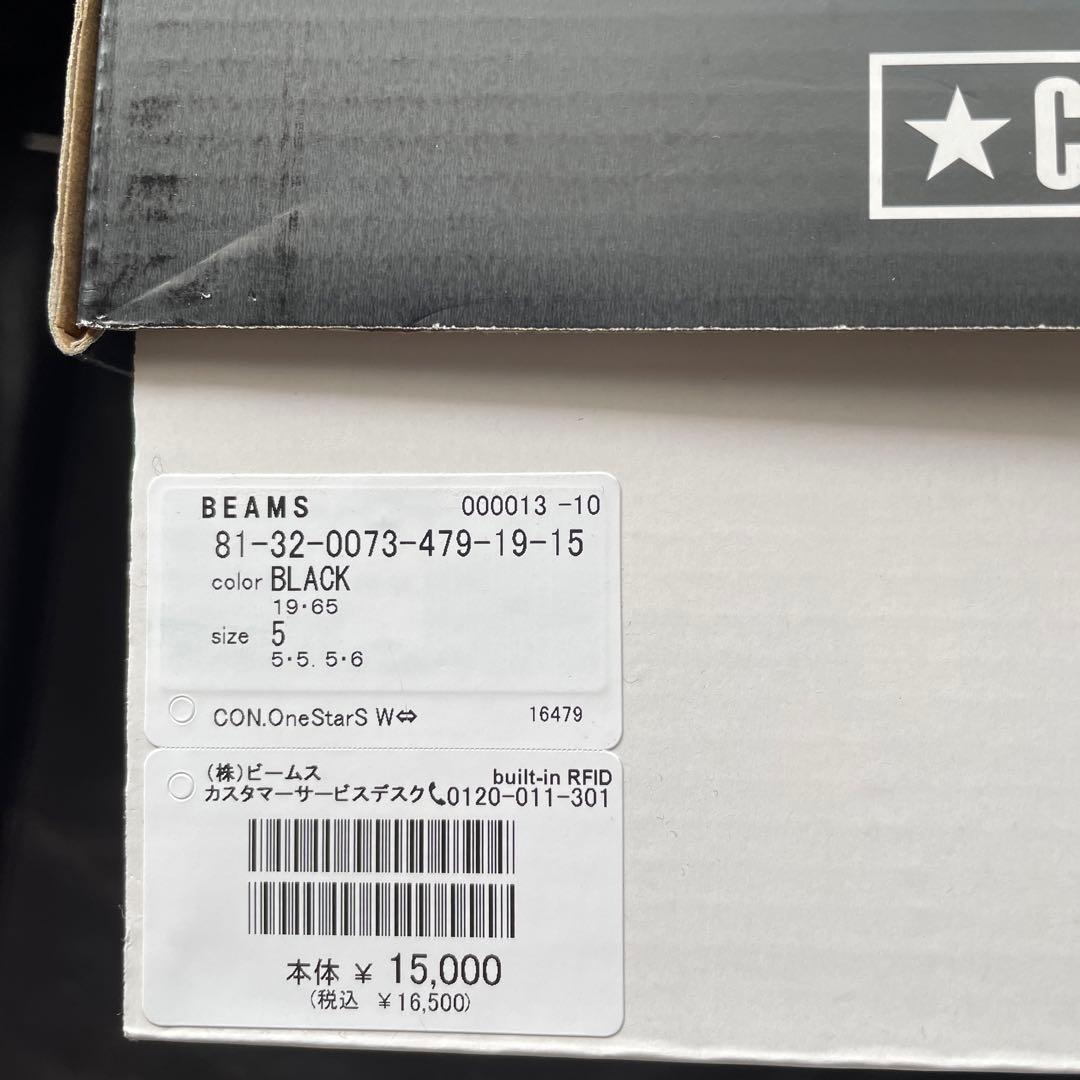 ★ C
BEAMS 000013 -10
81-32-0073-479-19-15
color BLACK
19・65
size 5
5・5. 5・6
CON.OneStarS W⇔ 16479
(株)ビームス built-in RFID
カスタマーサービスデスク 0120-011-301
本体 ¥ 15,000
(税込 ¥16,500)